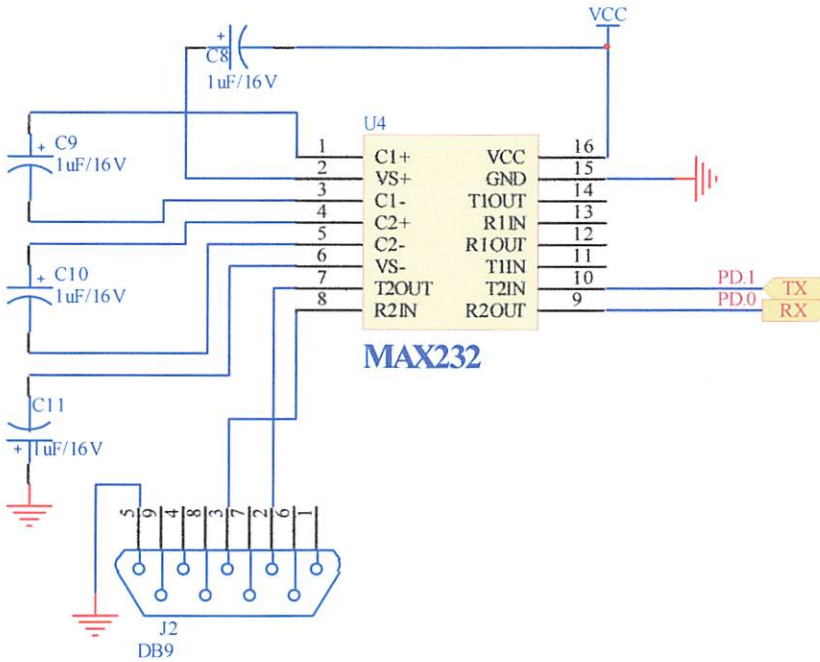 VCC
+
C8
1uF/16V
U4
C9
+
1uF/16V
1 C1+ VCC 16
2 VS+ GND 15
3 C1- T1OUT 14
4 C2+ R1IN 13
5 C2- R1OUT 12
6 VS- T1IN 11
7 T2OUT T2IN 10 PD.1 TX
8 R2IN R2OUT 9 PD.0 RX
C10
+
1uF/16V
MAX232
C11
+ 1uF/16V
5 9 4 8 3 7 2 6 1
J2
DB9